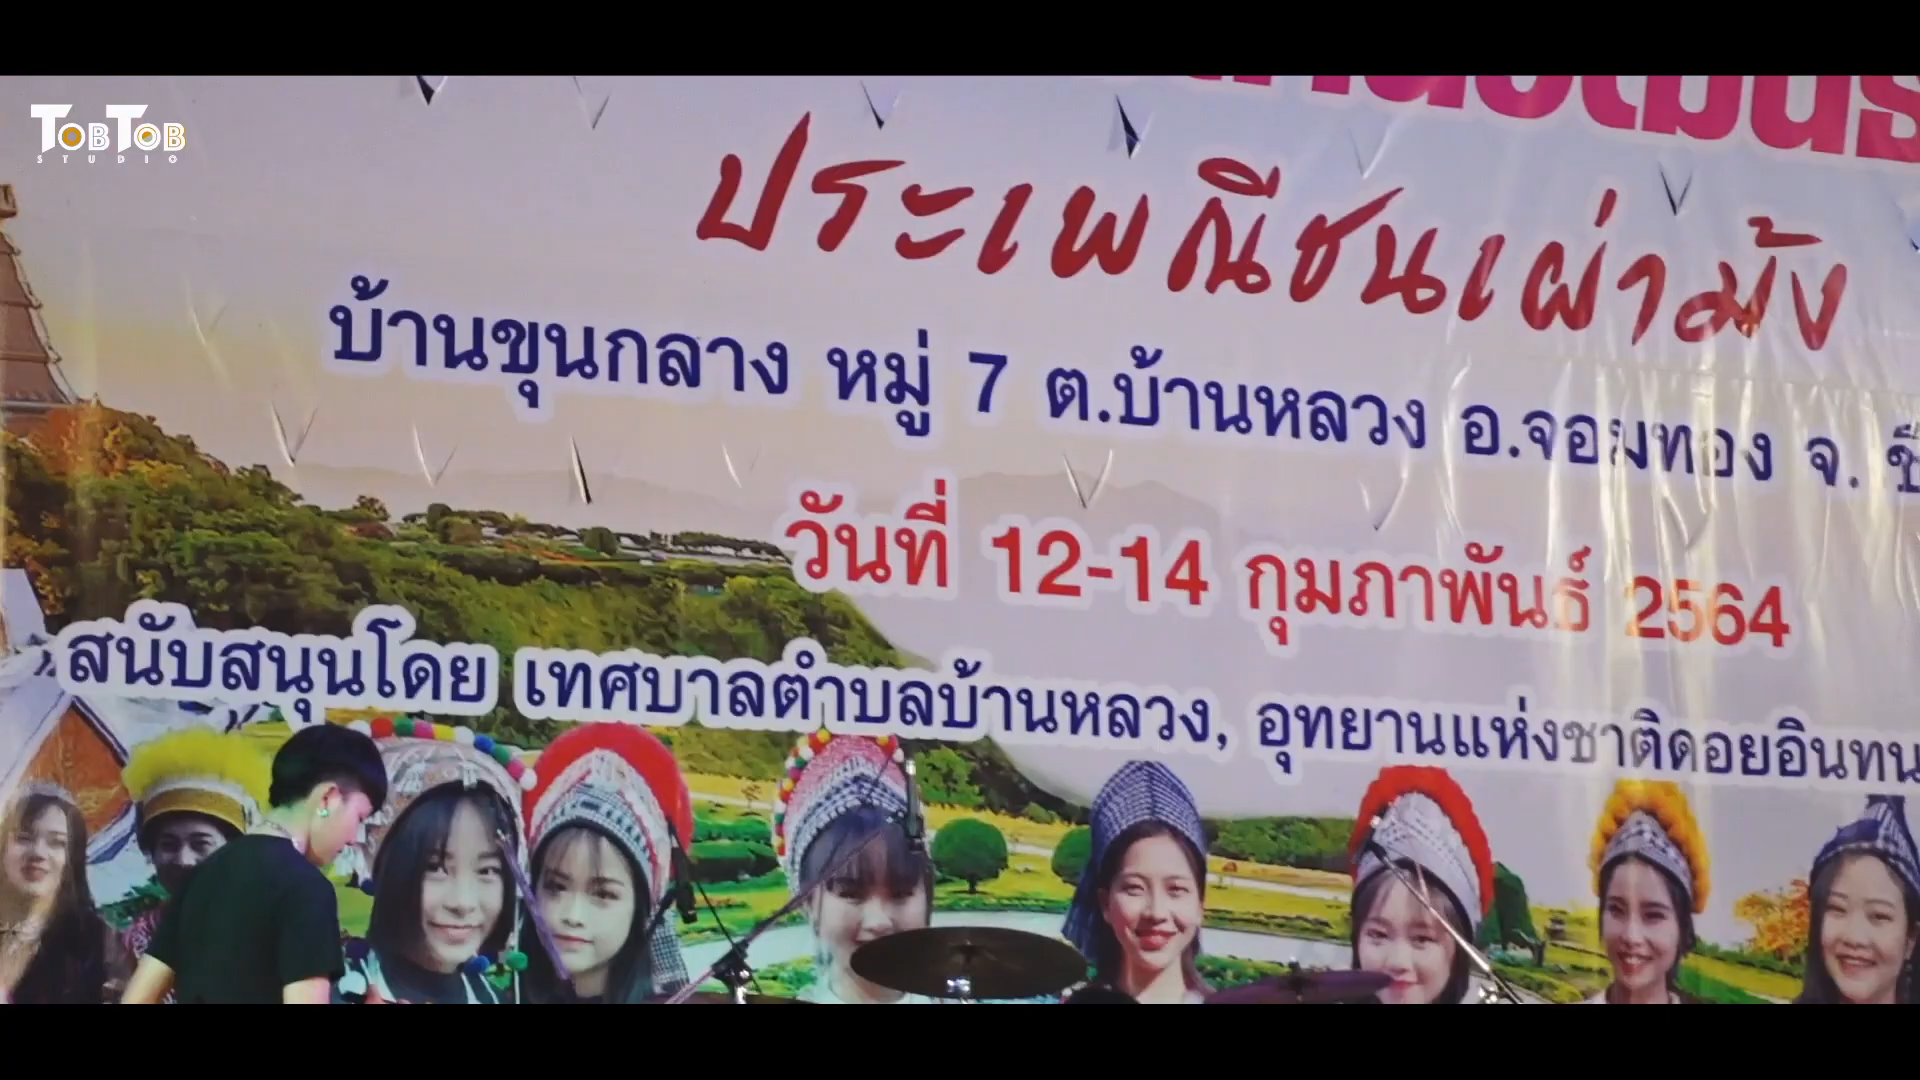 TOBTOB
STUDIO
ประเพณีชนเผ่าม้ง
บ้านขุนกลาง หมู่ 7 ต.บ้านหลวง อ.จอมทอง จ.
วันที่ 12-14 กุมภาพันธ์ 2564
สนับสนุนโดย เทศบาลตำบลบ้านหลวง, อุทยานแห่งชาติดอยอินทน